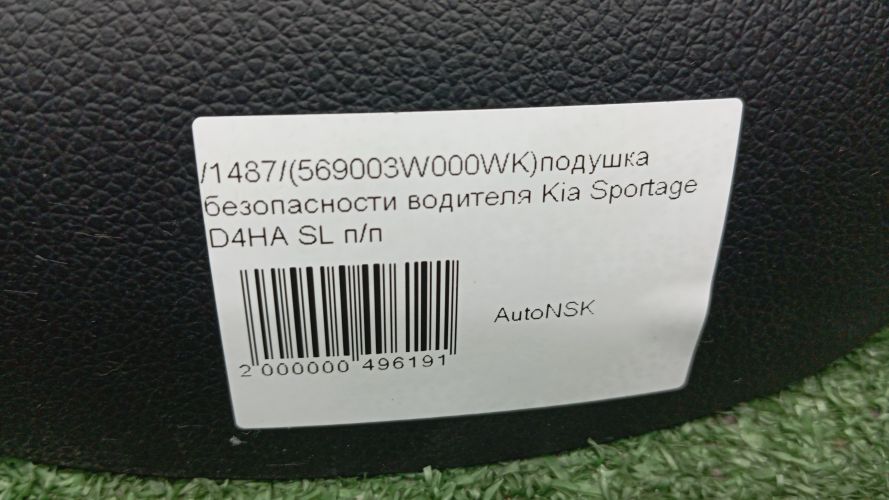 /1487/(569003W000WK)подушка
безопасности водителя Kia Sportage
D4HA SL п/п
AutoNSK
2 000000 496191